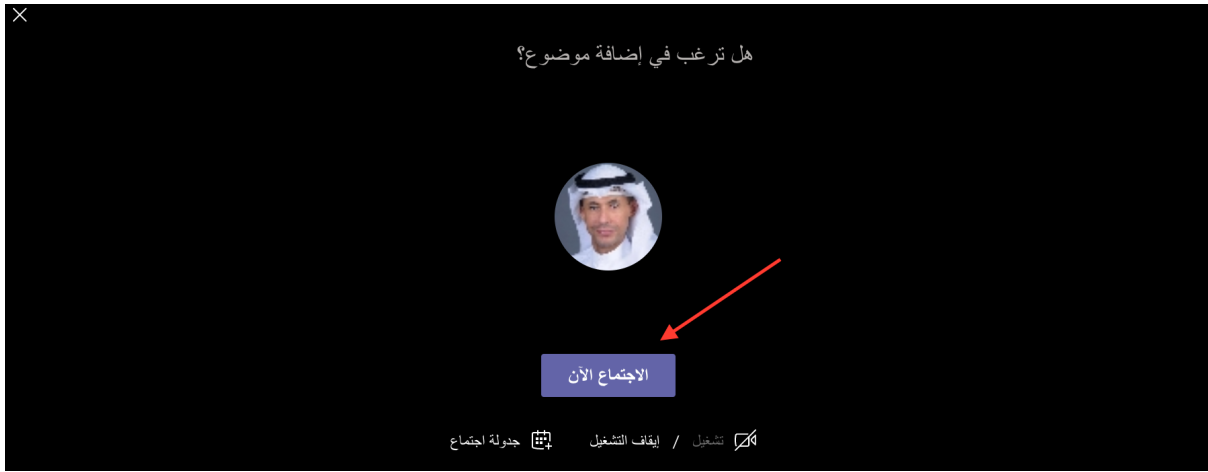 هل ترغب في إضافة موضوع؟
الاجتماع الآن
تشغيل / إيقاف التشغيل جدولة اجتماع